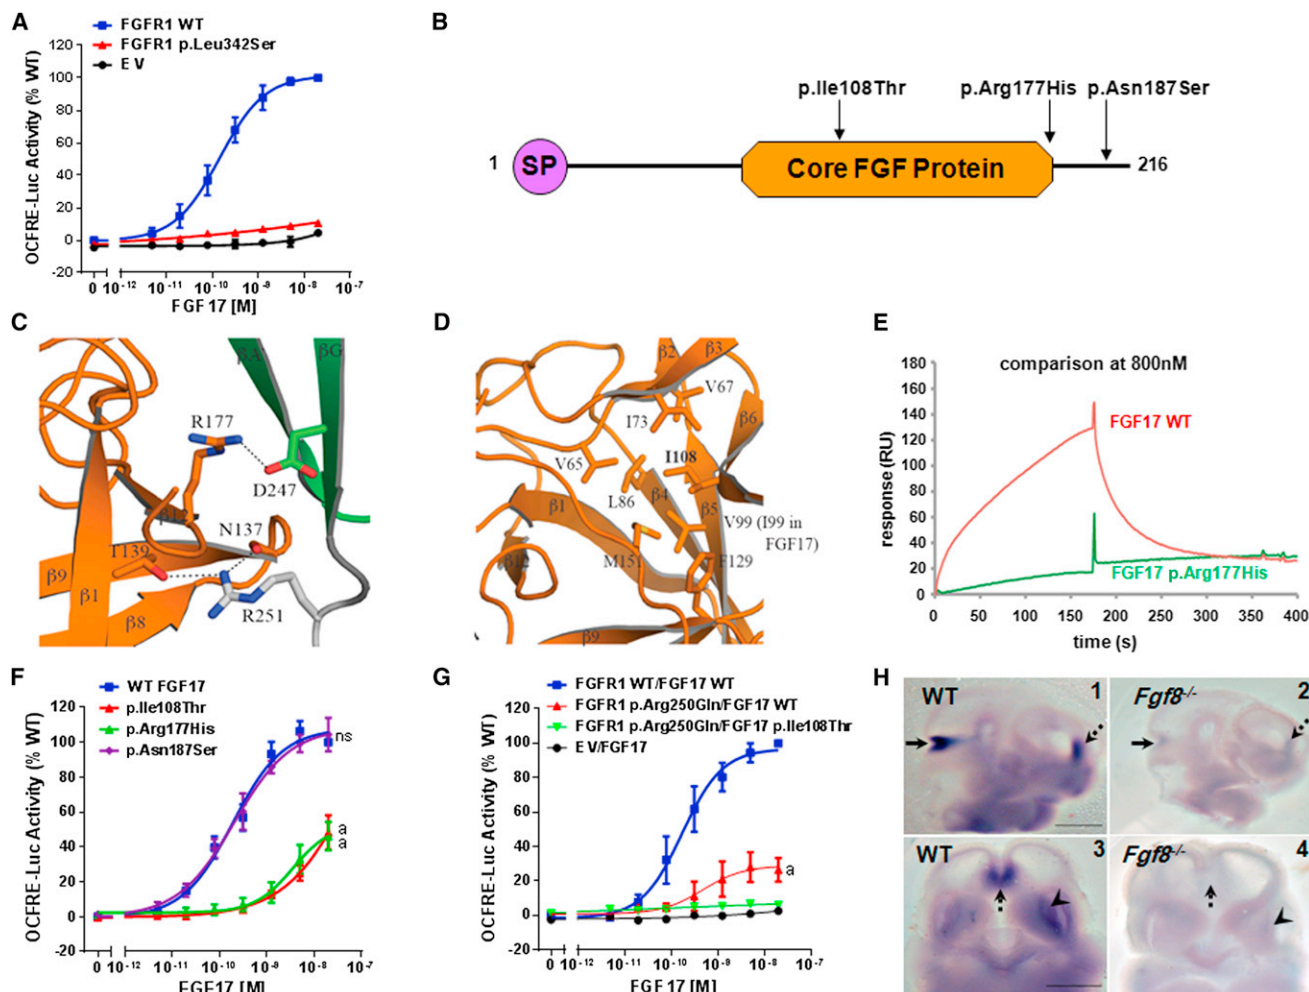 A
FGFR1 WT
FGFR1 p.Leu342Ser
E V
OCFRE-Luc Activity (% WT)
120
100
80
60
40
20
0
-20
0 10-12 10-11 10-10 10-9 10-8 10-7
FGF17 [M]
B
p.Ile108Thr p.Arg177His p.Asn187Ser
1 SP Core FGF Protein 216
C
βA βG
R177
D247
N137
T139
β9
β1
β8
R251
D
β2 β3
V67
I73
β6
V65 I108
L86 β4
β1 β5
V99 (I99 in
FGF17)
M151 F129
β12
β9
E
comparison at 800nM
response (RU)
180
160
140
120
100
80
60
40
20
0
FGF17 WT
FGF17 p.Arg177His
0 50 100 150 200 250 300 350 400
time (s)
F
WT FGF17
p.Ile108Thr
p.Arg177His
p.Asn187Ser
OCFRE-Luc Activity (% WT)
120
100
80
60
40
20
0
-20
ns
a
a
0 10-12 10-11 10-10 10-9 10-8 10-7
FGF17 [M]
G
FGFR1 WT/FGF17 WT
FGFR1 p.Arg250Gln/FGF17 WT
FGFR1 p.Arg250Gln/FGF17 p.Ile108Thr
EV/FGF17
OCFRE-Luc Activity (% WT)
120
100
80
60
40
20
0
-20
a
0 10-12 10-11 10-10 10-9 10-8 10-7
FGF17 [M]
H
WT 1
Fgf8-/- 2
WT 3
Fgf8-/- 4